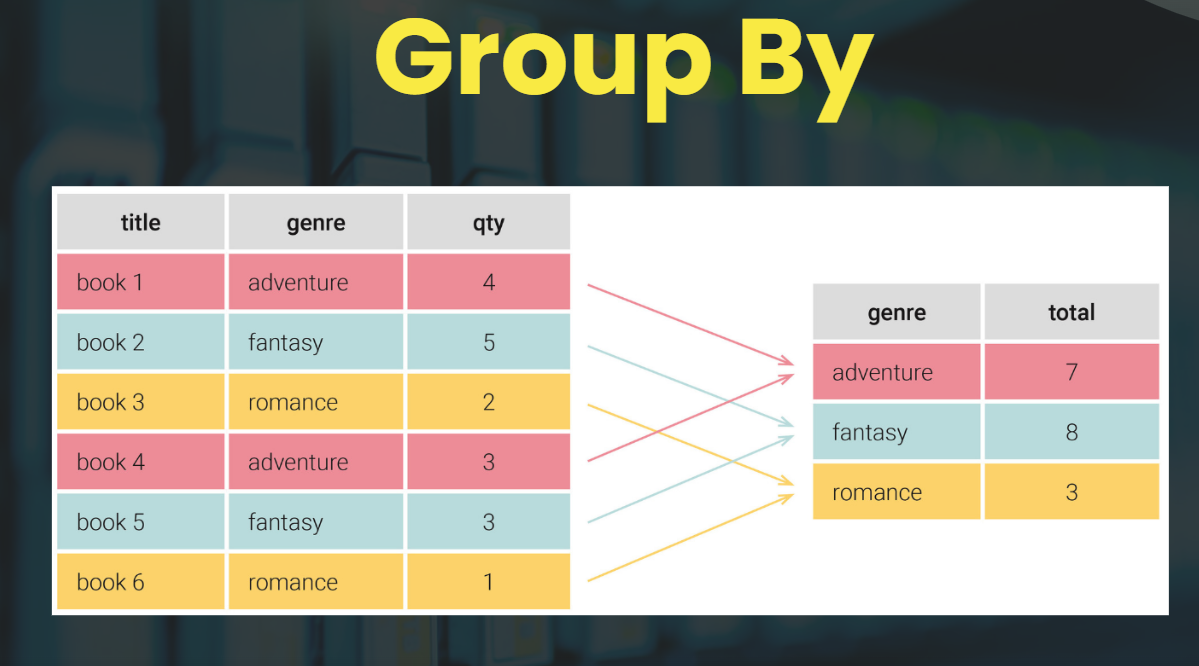 Group By
title genre qty
book 1 adventure 4
book 2 fantasy 5
book 3 romance 2
book 4 adventure 3
book 5 fantasy 3
book 6 romance 1
genre total
adventure 7
fantasy 8
romance 3